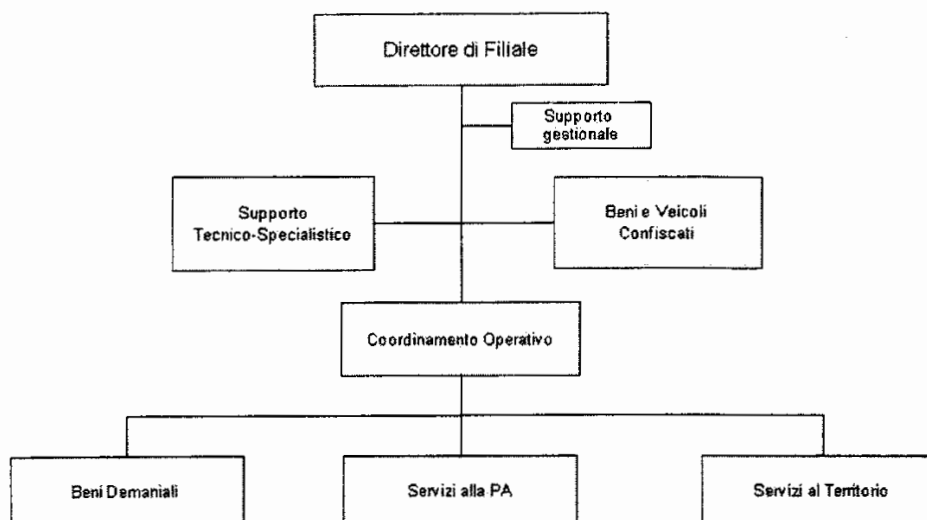 Direttore di Filiale
Supporto
gestionale
Supporto
Tecnico-Specialistico
Beni e Veicoli
Confiscati
Coordinamento Operativo
Beni Demaniali
Servizi alla PA
Servizi al Territorio